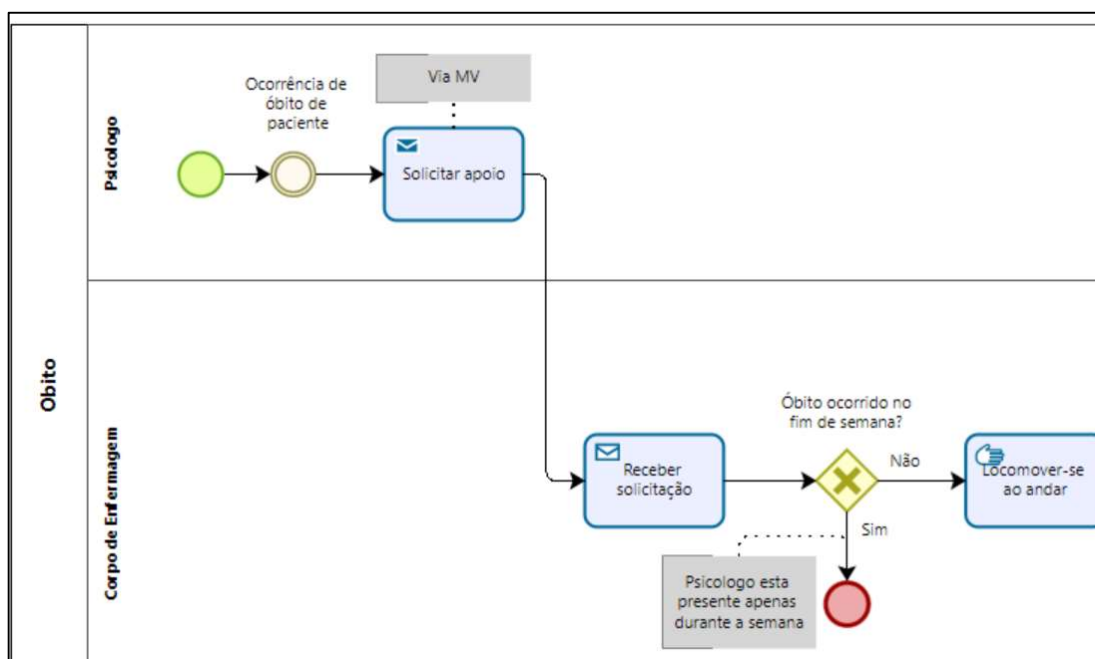 Obito
Psicologo
Ocorrência de
óbito de
paciente
Via MV
Solicitar apoio
Corpo de Enfermagem
Receber
solicitação
Óbito ocorrido no
fim de semana?
Não
Locomover-se
ao andar
Sim
Psicologo esta
presente apenas
durante a semana